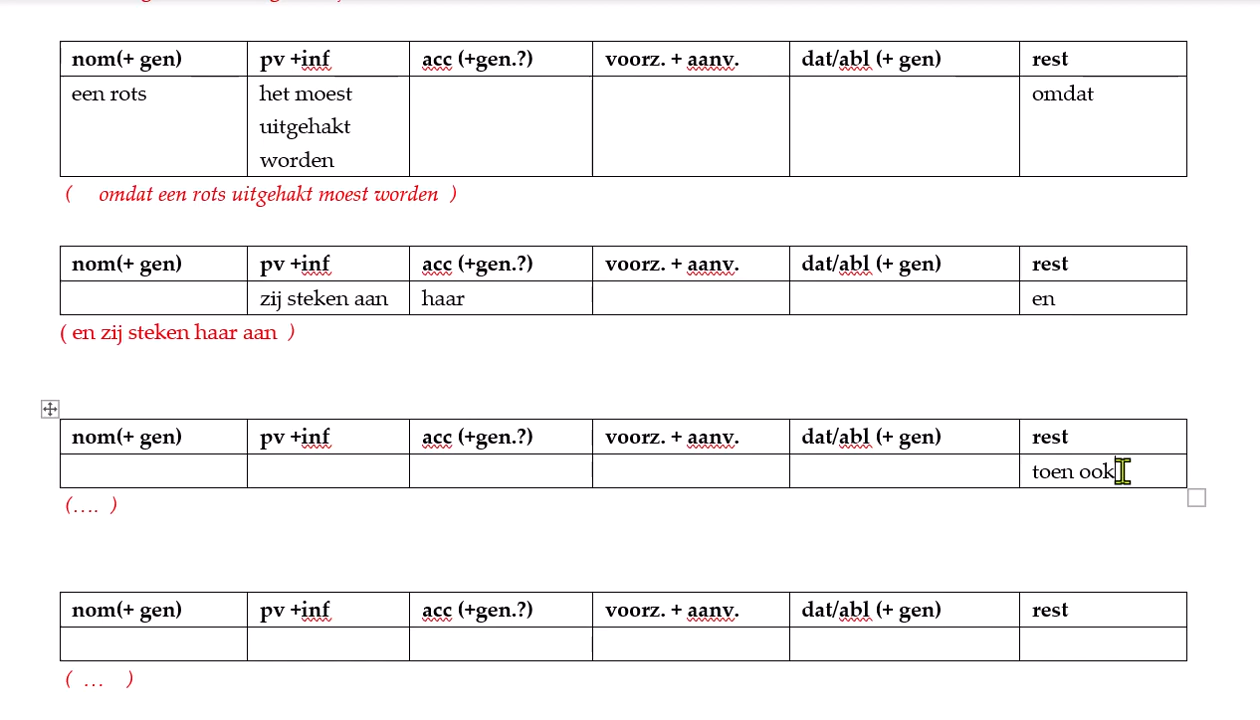 nom(+ gen) pv +inf acc (+gen.?) voorz. + aanv. dat/abl (+ gen) rest
een rots het moest omdat
uitgehakt
worden
( omdat een rots uitgehakt moest worden )
nom(+ gen) pv +inf acc (+gen.?) voorz. + aanv. dat/abl (+ gen) rest
zij steken aan haar en
( en zij steken haar aan )
nom(+ gen) pv +inf acc (+gen.?) voorz. + aanv. dat/abl (+ gen) rest
toen ook
(.... )
nom(+ gen) pv +inf acc (+gen.?) voorz. + aanv. dat/abl (+ gen) rest
( ... )